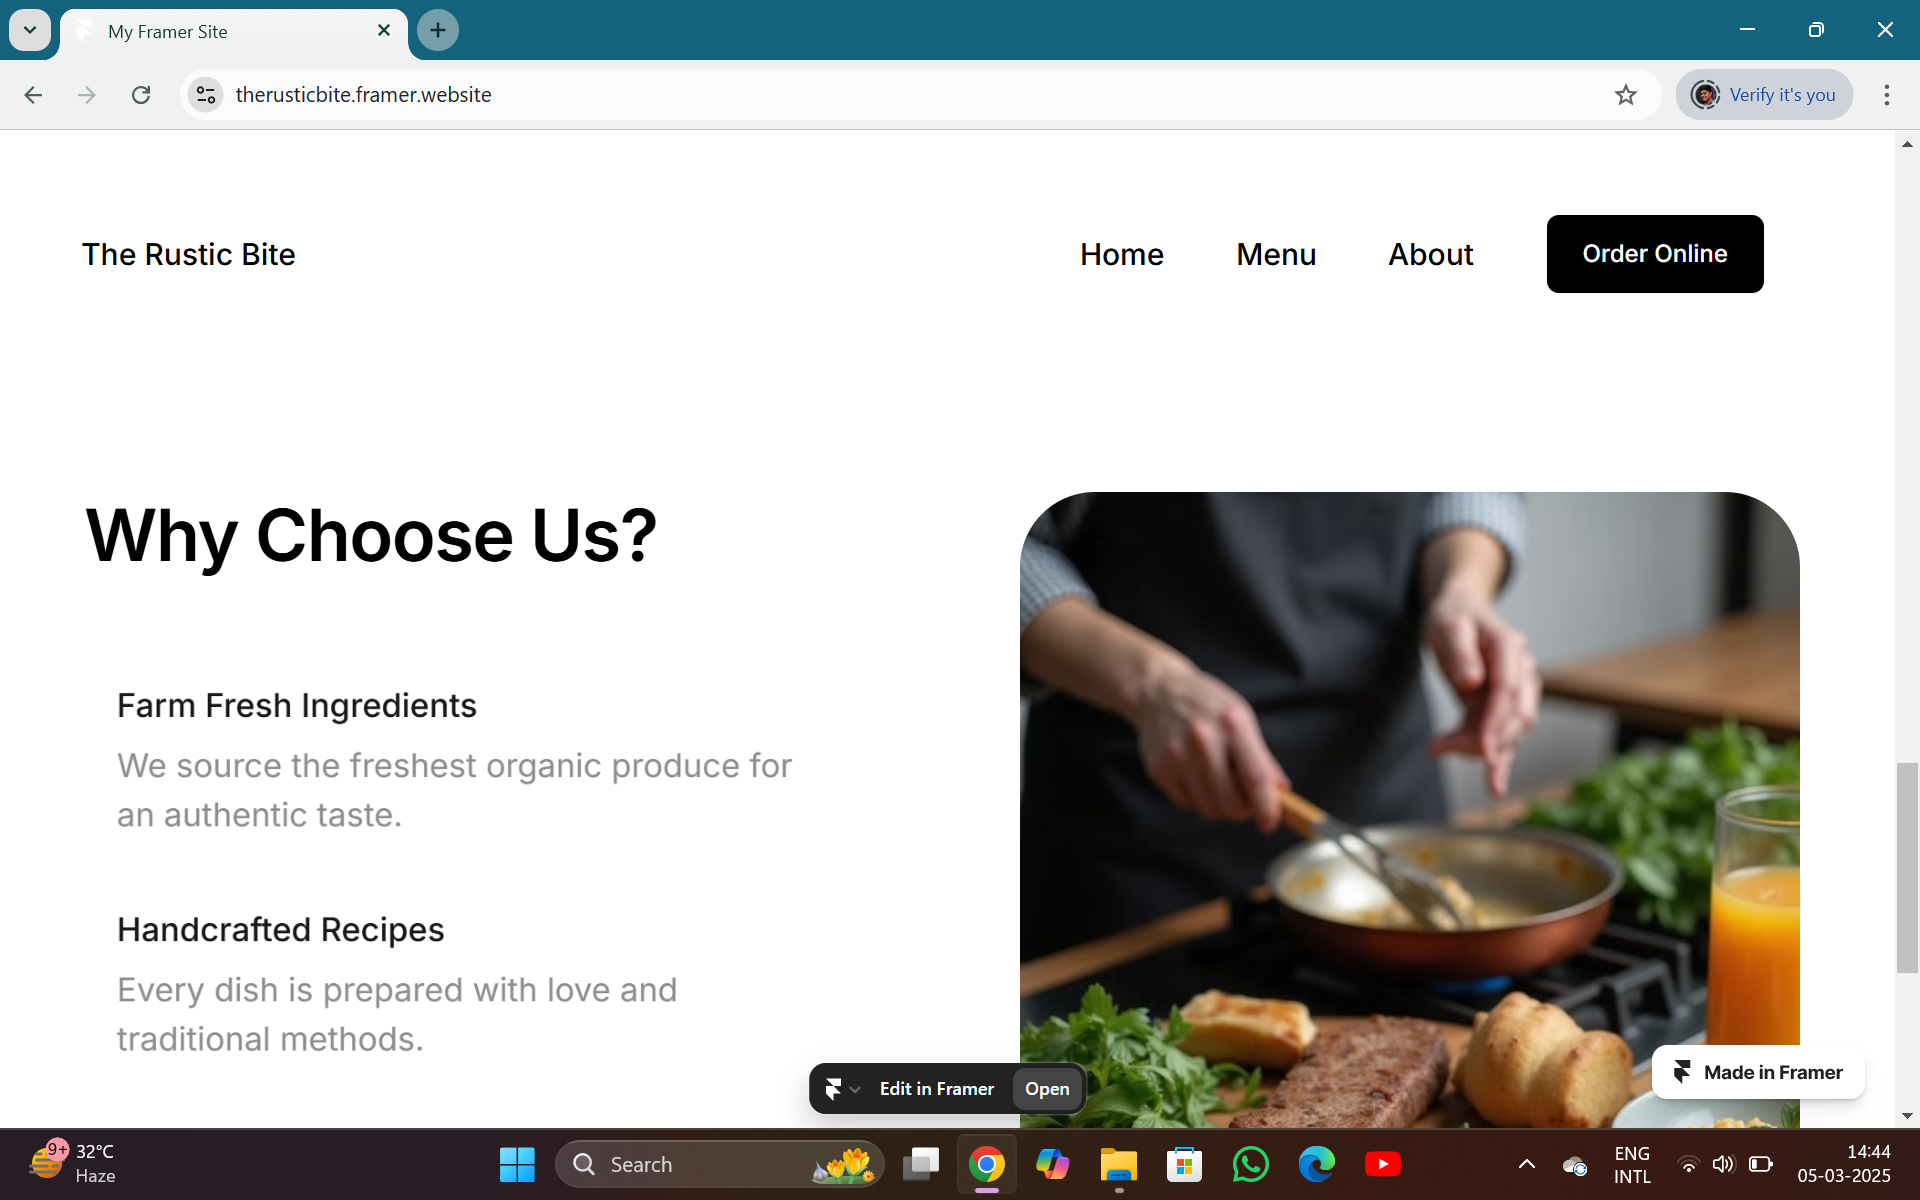 My Framer Site
therusticbite.framer.website
Verify it's you
The Rustic Bite
Home
Menu
About
Order Online
Why Choose Us?
Farm Fresh Ingredients
We source the freshest organic produce for
an authentic taste.
Handcrafted Recipes
Every dish is prepared with love and
traditional methods.
Edit in Framer
Open
Made in Framer
9+
32°C
Haze
Search
ENG
INTL
14:44
05-03-2025